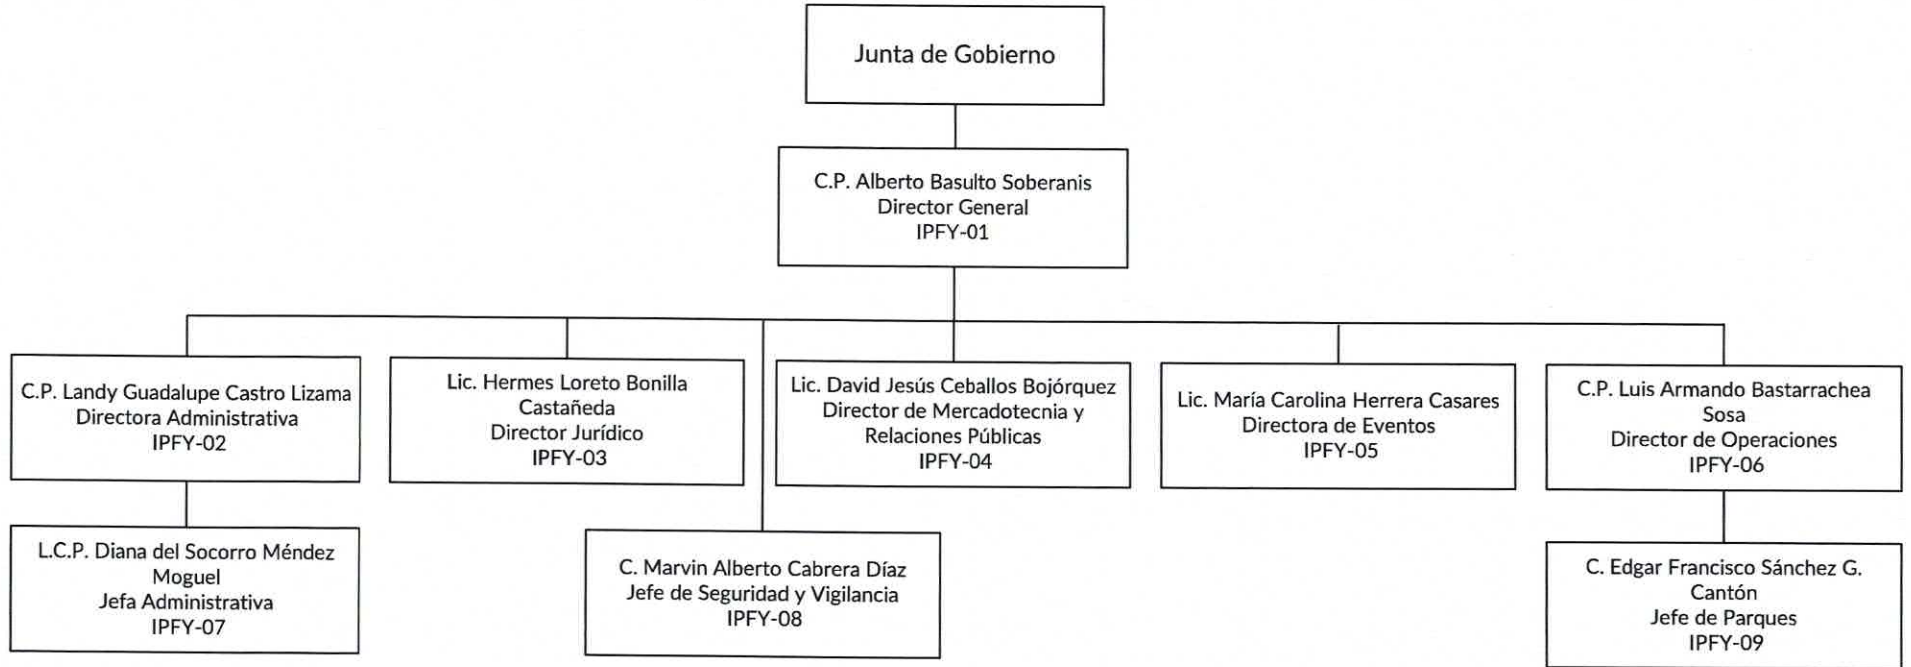 Junta de Gobierno
C.P. Alberto Basulto Soberanis
Director General
IPFY-01
C.P. Landy Guadalupe Castro Lizama
Directora Administrativa
IPFY-02
Lic. Hermes Loreto Bonilla
Castañeda
Director Jurídico
IPFY-03
Lic. David Jesús Ceballos Bojórquez
Director de Mercadotecnia y
Relaciones Públicas
IPFY-04
Lic. María Carolina Herrera Casares
Directora de Eventos
IPFY-05
C.P. Luis Armando Bastarrachea
Sosa
Director de Operaciones
IPFY-06
L.C.P. Diana del Socorro Méndez
Moguel
Jefa Administrativa
IPFY-07
C. Marvin Alberto Cabrera Díaz
Jefe de Seguridad y Vigilancia
IPFY-08
C. Edgar Francisco Sánchez G.
Cantón
Jefe de Parques
IPFY-09